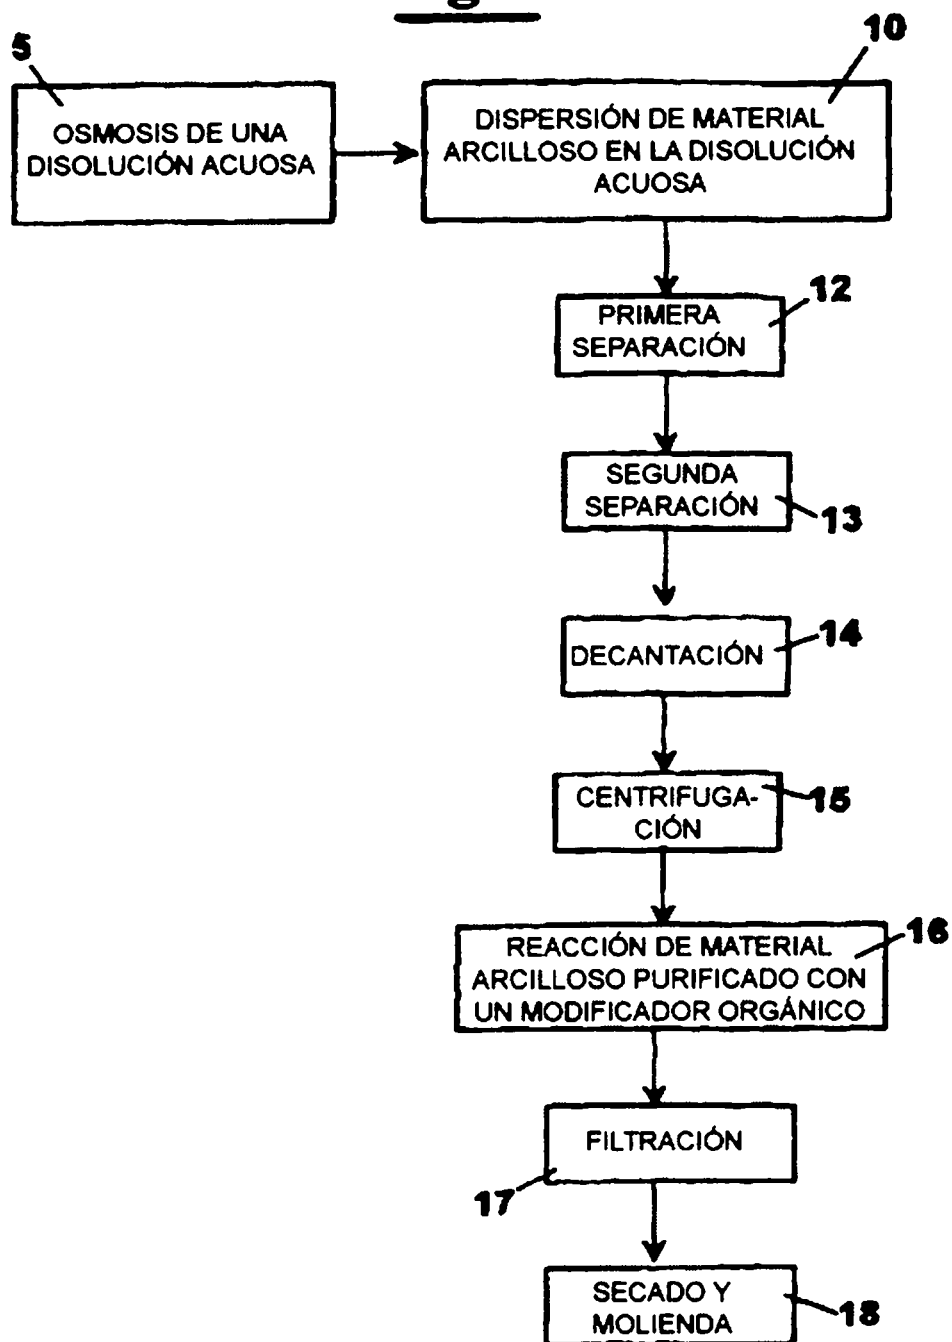 5
10
OSMOSIS DE UNA
DISOLUCIÓN ACUOSA
DISPERSIÓN DE MATERIAL
ARCILLOSO EN LA DISOLUCIÓN
ACUOSA
12
PRIMERA
SEPARACIÓN
SEGUNDA
SEPARACIÓN
13
14
DECANTACIÓN
CENTRIFUGA-
CIÓN
15
16
REACCIÓN DE MATERIAL
ARCILLOSO PURIFICADO CON
UN MODIFICADOR ORGÁNICO
FILTRACIÓN
17
SECADO Y
MOLIENDA
18